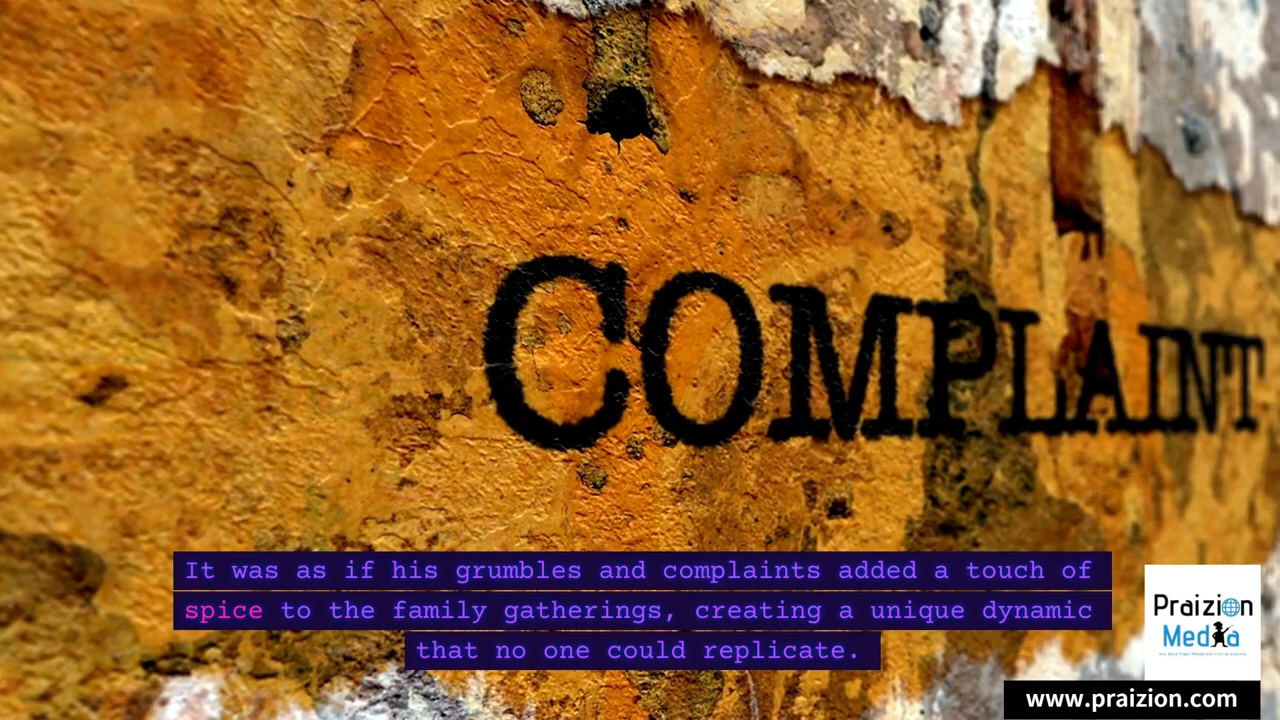 COMPLAINT
It was as if his grumbles and complaints added a touch of
spice to the family gatherings, creating a unique dynamic
that no one could replicate.
Praizion
Media
www.praizion.com